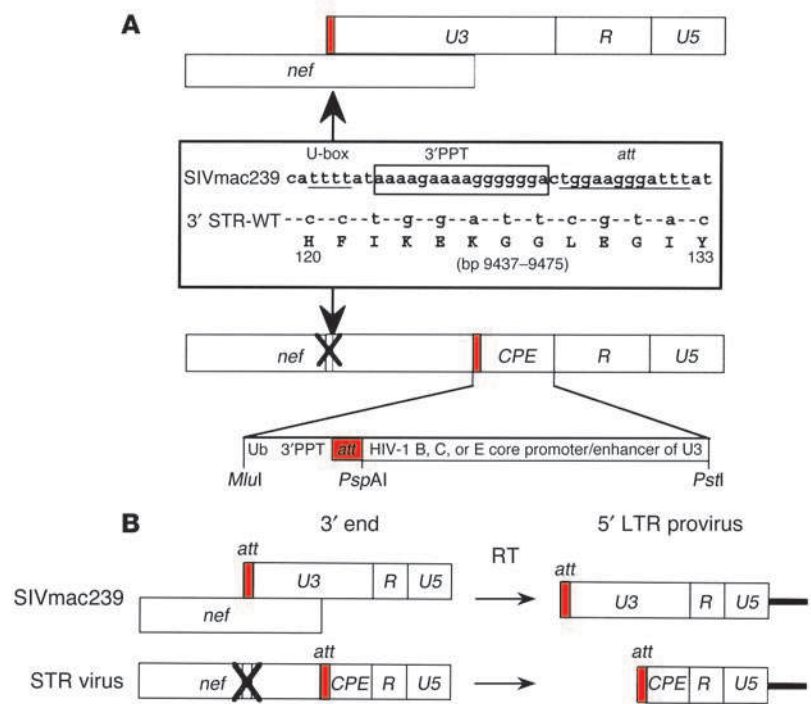 A
U3 R U5
nef
U-box 3′PPT att
SIVmac239 cattttataaaagaaaaggggggactggaagggatttat
3′ STR-WT --c--c--t--g--g--a--t--t--c--g--t--a--c
H F I K E K G G L E G I Y
120 (bp 9437–9475) 133
nef CPE R U5
Ub 3′PPT att HIV-1 B, C, or E core promoter/enhancer of U3
MluI PspAI PstI
B 3′ end 5′ LTR provirus
att RT att
SIVmac239 U3 R U5 U3 R U5
nef
att att
STR virus nef CPE R U5 CPE R U5